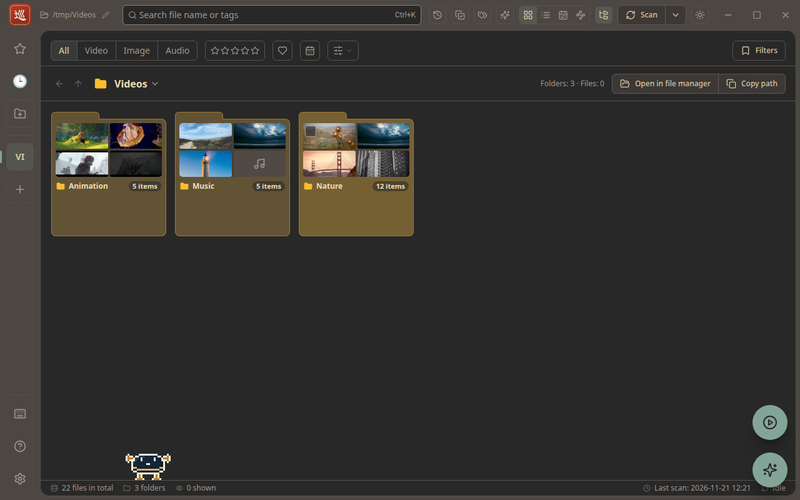 /tmp/Videos
Search file name or tags
Ctrl+K
Scan
All
Video
Image
Audio
Filters
VI
Videos
Folders: 3 · Files: 0
Open in file manager
Copy path
Animation
5 items
Music
5 items
Nature
12 items
22 files in total
3 folders
0 shown
Last scan: 2026-11-21 12:21
Idle